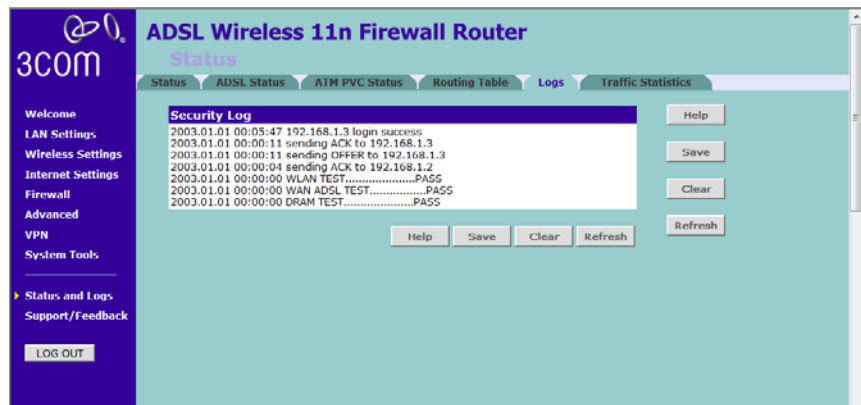 3COM
ADSL Wireless 11n Firewall Router
Status
Status ADSL Status ATM PVC Status Routing Table Logs Traffic Statistics
Welcome
LAN Settings
Wireless Settings
Internet Settings
Firewall
Advanced
VPN
System Tools
Status and Logs
Support/Feedback
LOG OUT
Security Log
2003.01.01 00:05:47 192.168.1.3 login success
2003.01.01 00:00:11 sending ACK to 192.168.1.3
2003.01.01 00:00:11 sending OFFER to 192.168.1.3
2003.01.01 00:00:04 sending ACK to 192.168.1.2
2003.01.01 00:00:00 WLAN TEST.....................PASS
2003.01.01 00:00:00 WAN ADSL TEST.................PASS
2003.01.01 00:00:00 DRAM TEST.....................PASS
Help Save Clear Refresh
Help
Save
Clear
Refresh